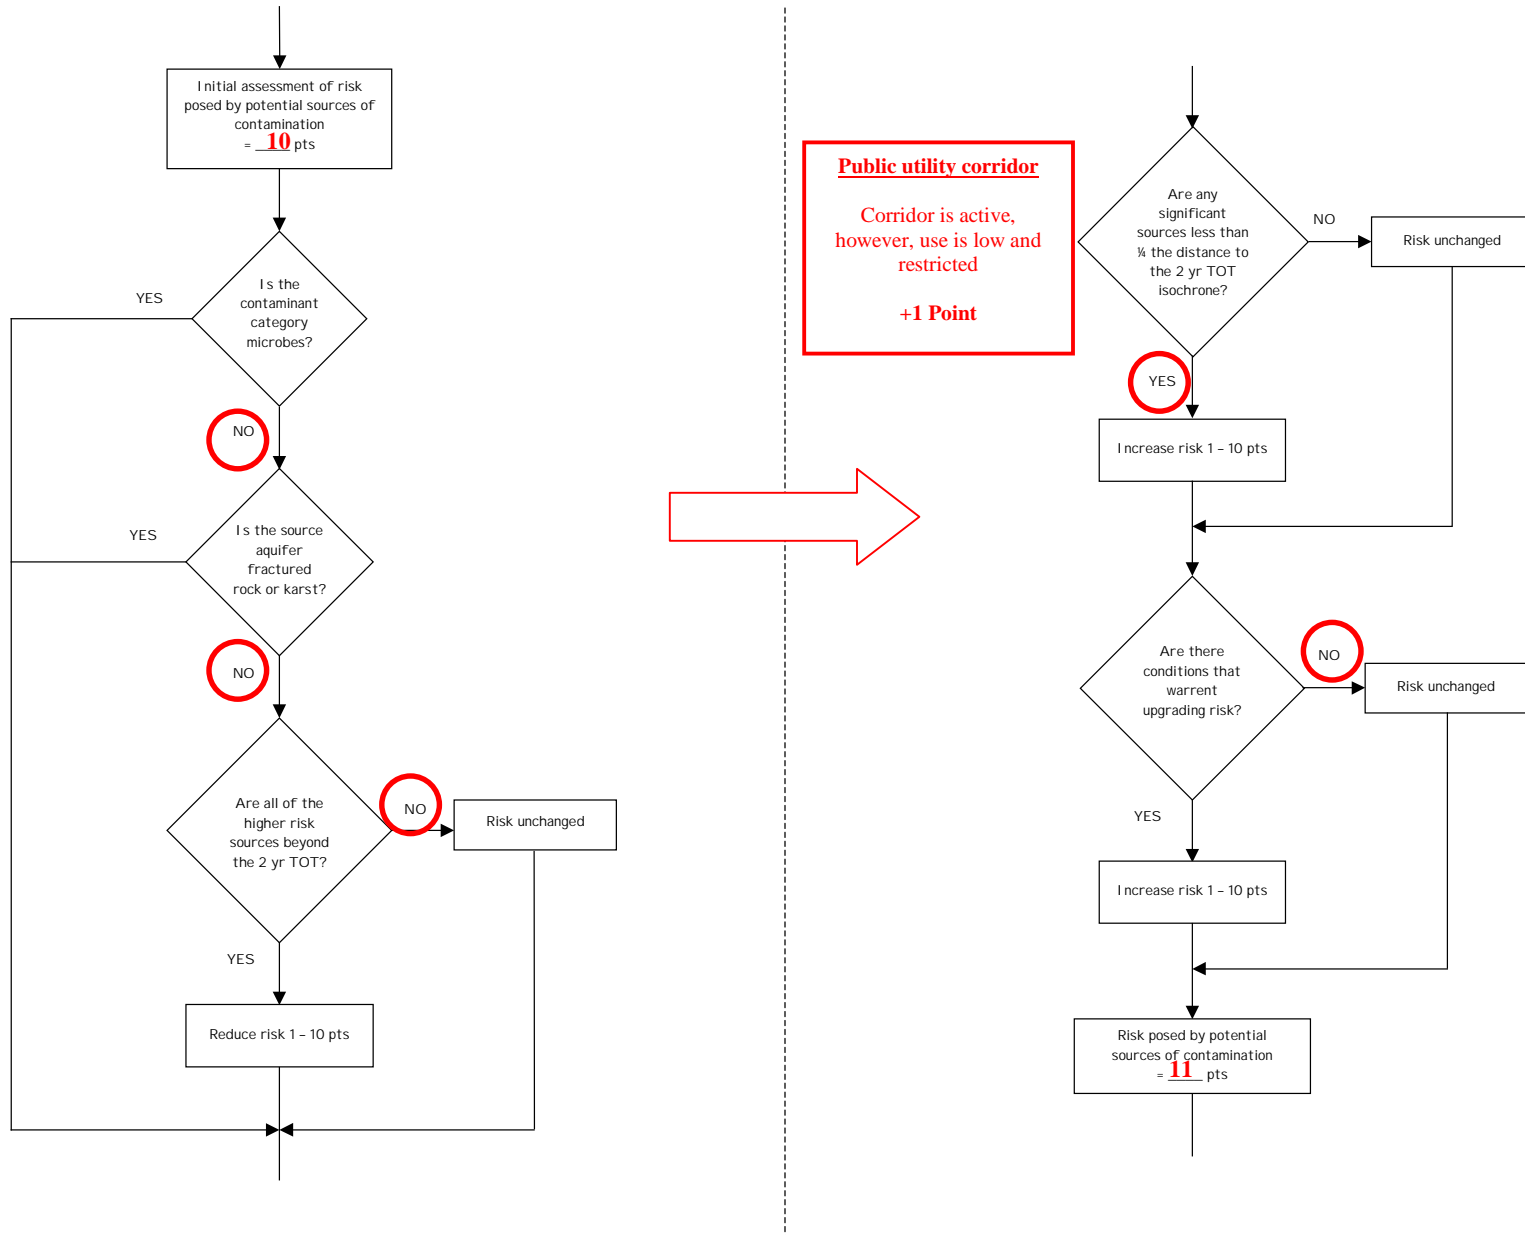 Initial assessment of risk
posed by potential sources of
contamination
= 10 pts
Is the
contaminant
category
microbes?
YES
NO
Is the source
aquifer
fractured
rock or karst?
YES
NO
Are all of the
higher risk
sources beyond
the 2 yr TOT?
NO
Risk unchanged
YES
Reduce risk 1 – 10 pts
Public utility corridor
Corridor is active,
however, use is low and
restricted
+1 Point
Are any
significant
sources less than
¼ the distance to
the 2 yr TOT
isochrone?
NO
Risk unchanged
YES
Increase risk 1 – 10 pts
Are there
conditions that
warrent
upgrading risk?
NO
Risk unchanged
YES
Increase risk 1 – 10 pts
Risk posed by potential
sources of contamination
= 11 pts